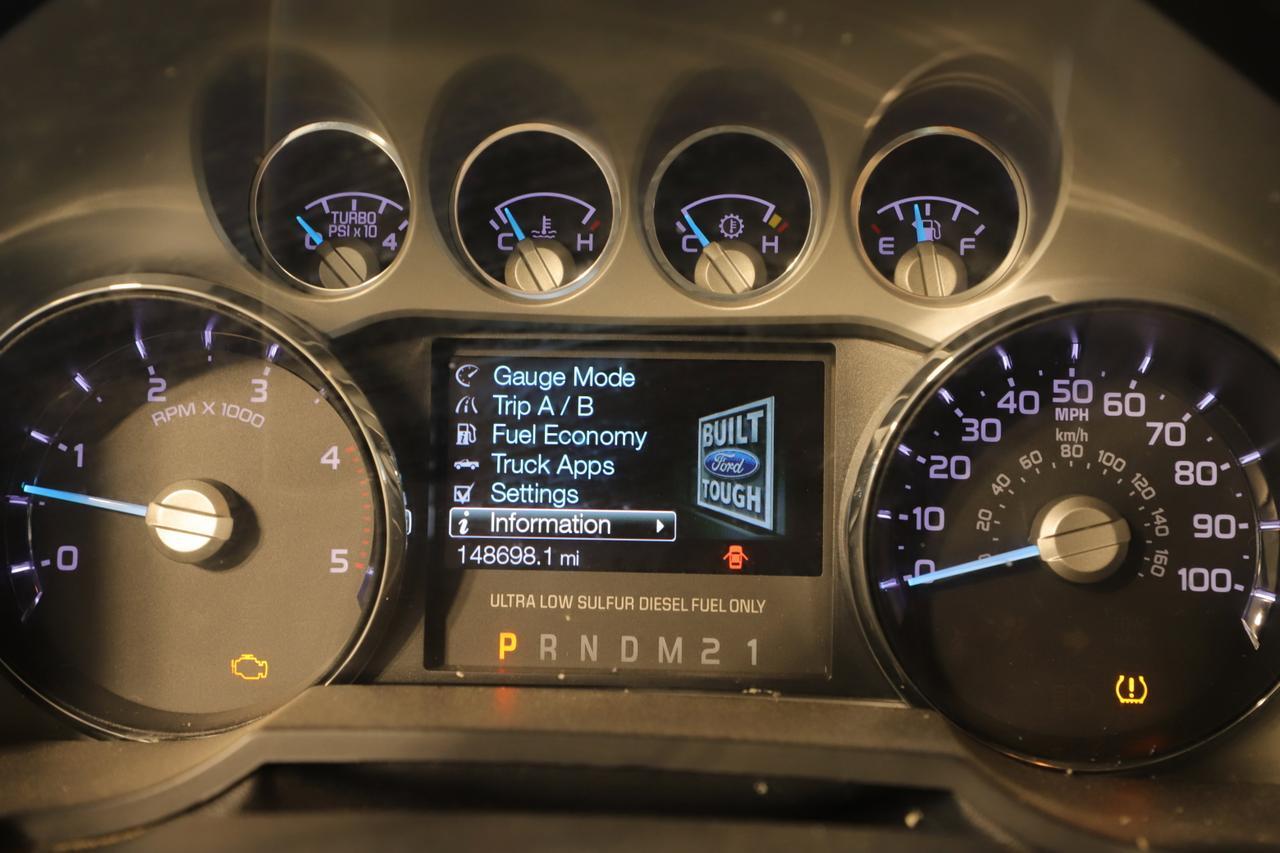 TURBO
PSI x 10
0 4
C H
C H
E F
0 1 2 3 4 5
RPM X 1000
Gauge Mode
Trip A / B
Fuel Economy
Truck Apps
Settings
i Information
148698.1 mi
BUILT
Ford
TOUGH
ULTRA LOW SULFUR DIESEL FUEL ONLY
P R N D M 2 1
0 10 20 30 40 50 60 70 80 90 100
MPH
km/h
20 40 60 80 100 120 140 160